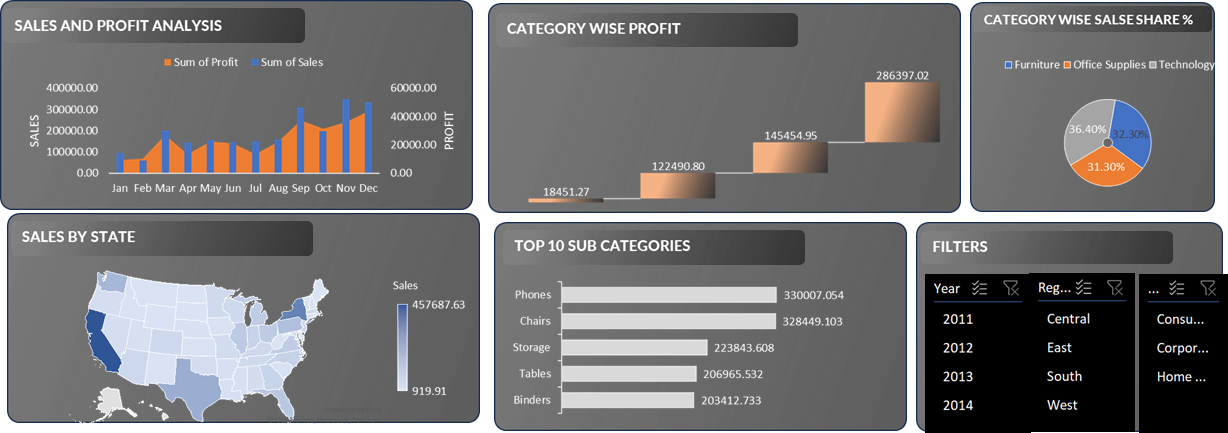 SALES AND PROFIT ANALYSIS
Sum of Profit Sum of Sales
400000.00
300000.00
200000.00
100000.00
0.00
SALES
60000.00
40000.00
20000.00
0.00
PROFIT
Jan Feb Mar Apr May Jun Jul Aug Sep Oct Nov Dec
CATEGORY WISE PROFIT
18451.27
122490.80
145454.95
286397.02
CATEGORY WISE SALSE SHARE %
Furniture Office Supplies Technology
36.40%
32.30%
31.30%
SALES BY STATE
Sales
457687.63
919.91
TOP 10 SUB CATEGORIES
Phones 330007.054
Chairs 328449.103
Storage 223843.608
Tables 206965.532
Binders 203412.733
FILTERS
Year
2011
2012
2013
2014
Reg...
Central
East
South
West
...
Consu...
Corpor...
Home ...